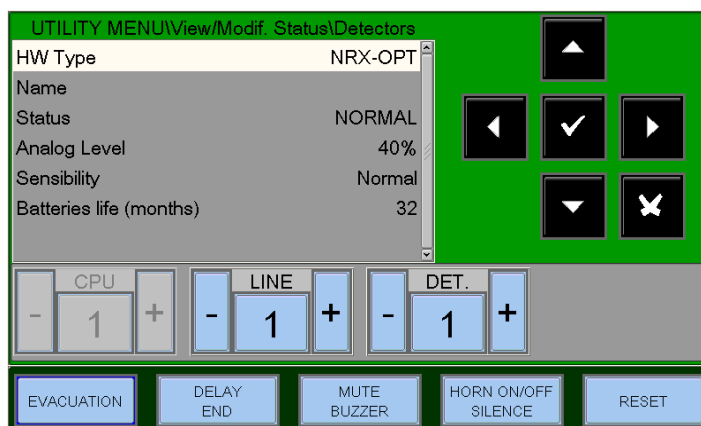 UTILITY MENU\View/Modif. Status\Detectors
HW Type NRX-OPT
Name
Status NORMAL
Analog Level 40%
Sensibility Normal
Batteries life (months) 32
CPU LINE DET.
- 1 + - 1 + - 1 +
EVACUATION DELAY END MUTE BUZZER HORN ON/OFF SILENCE RESET